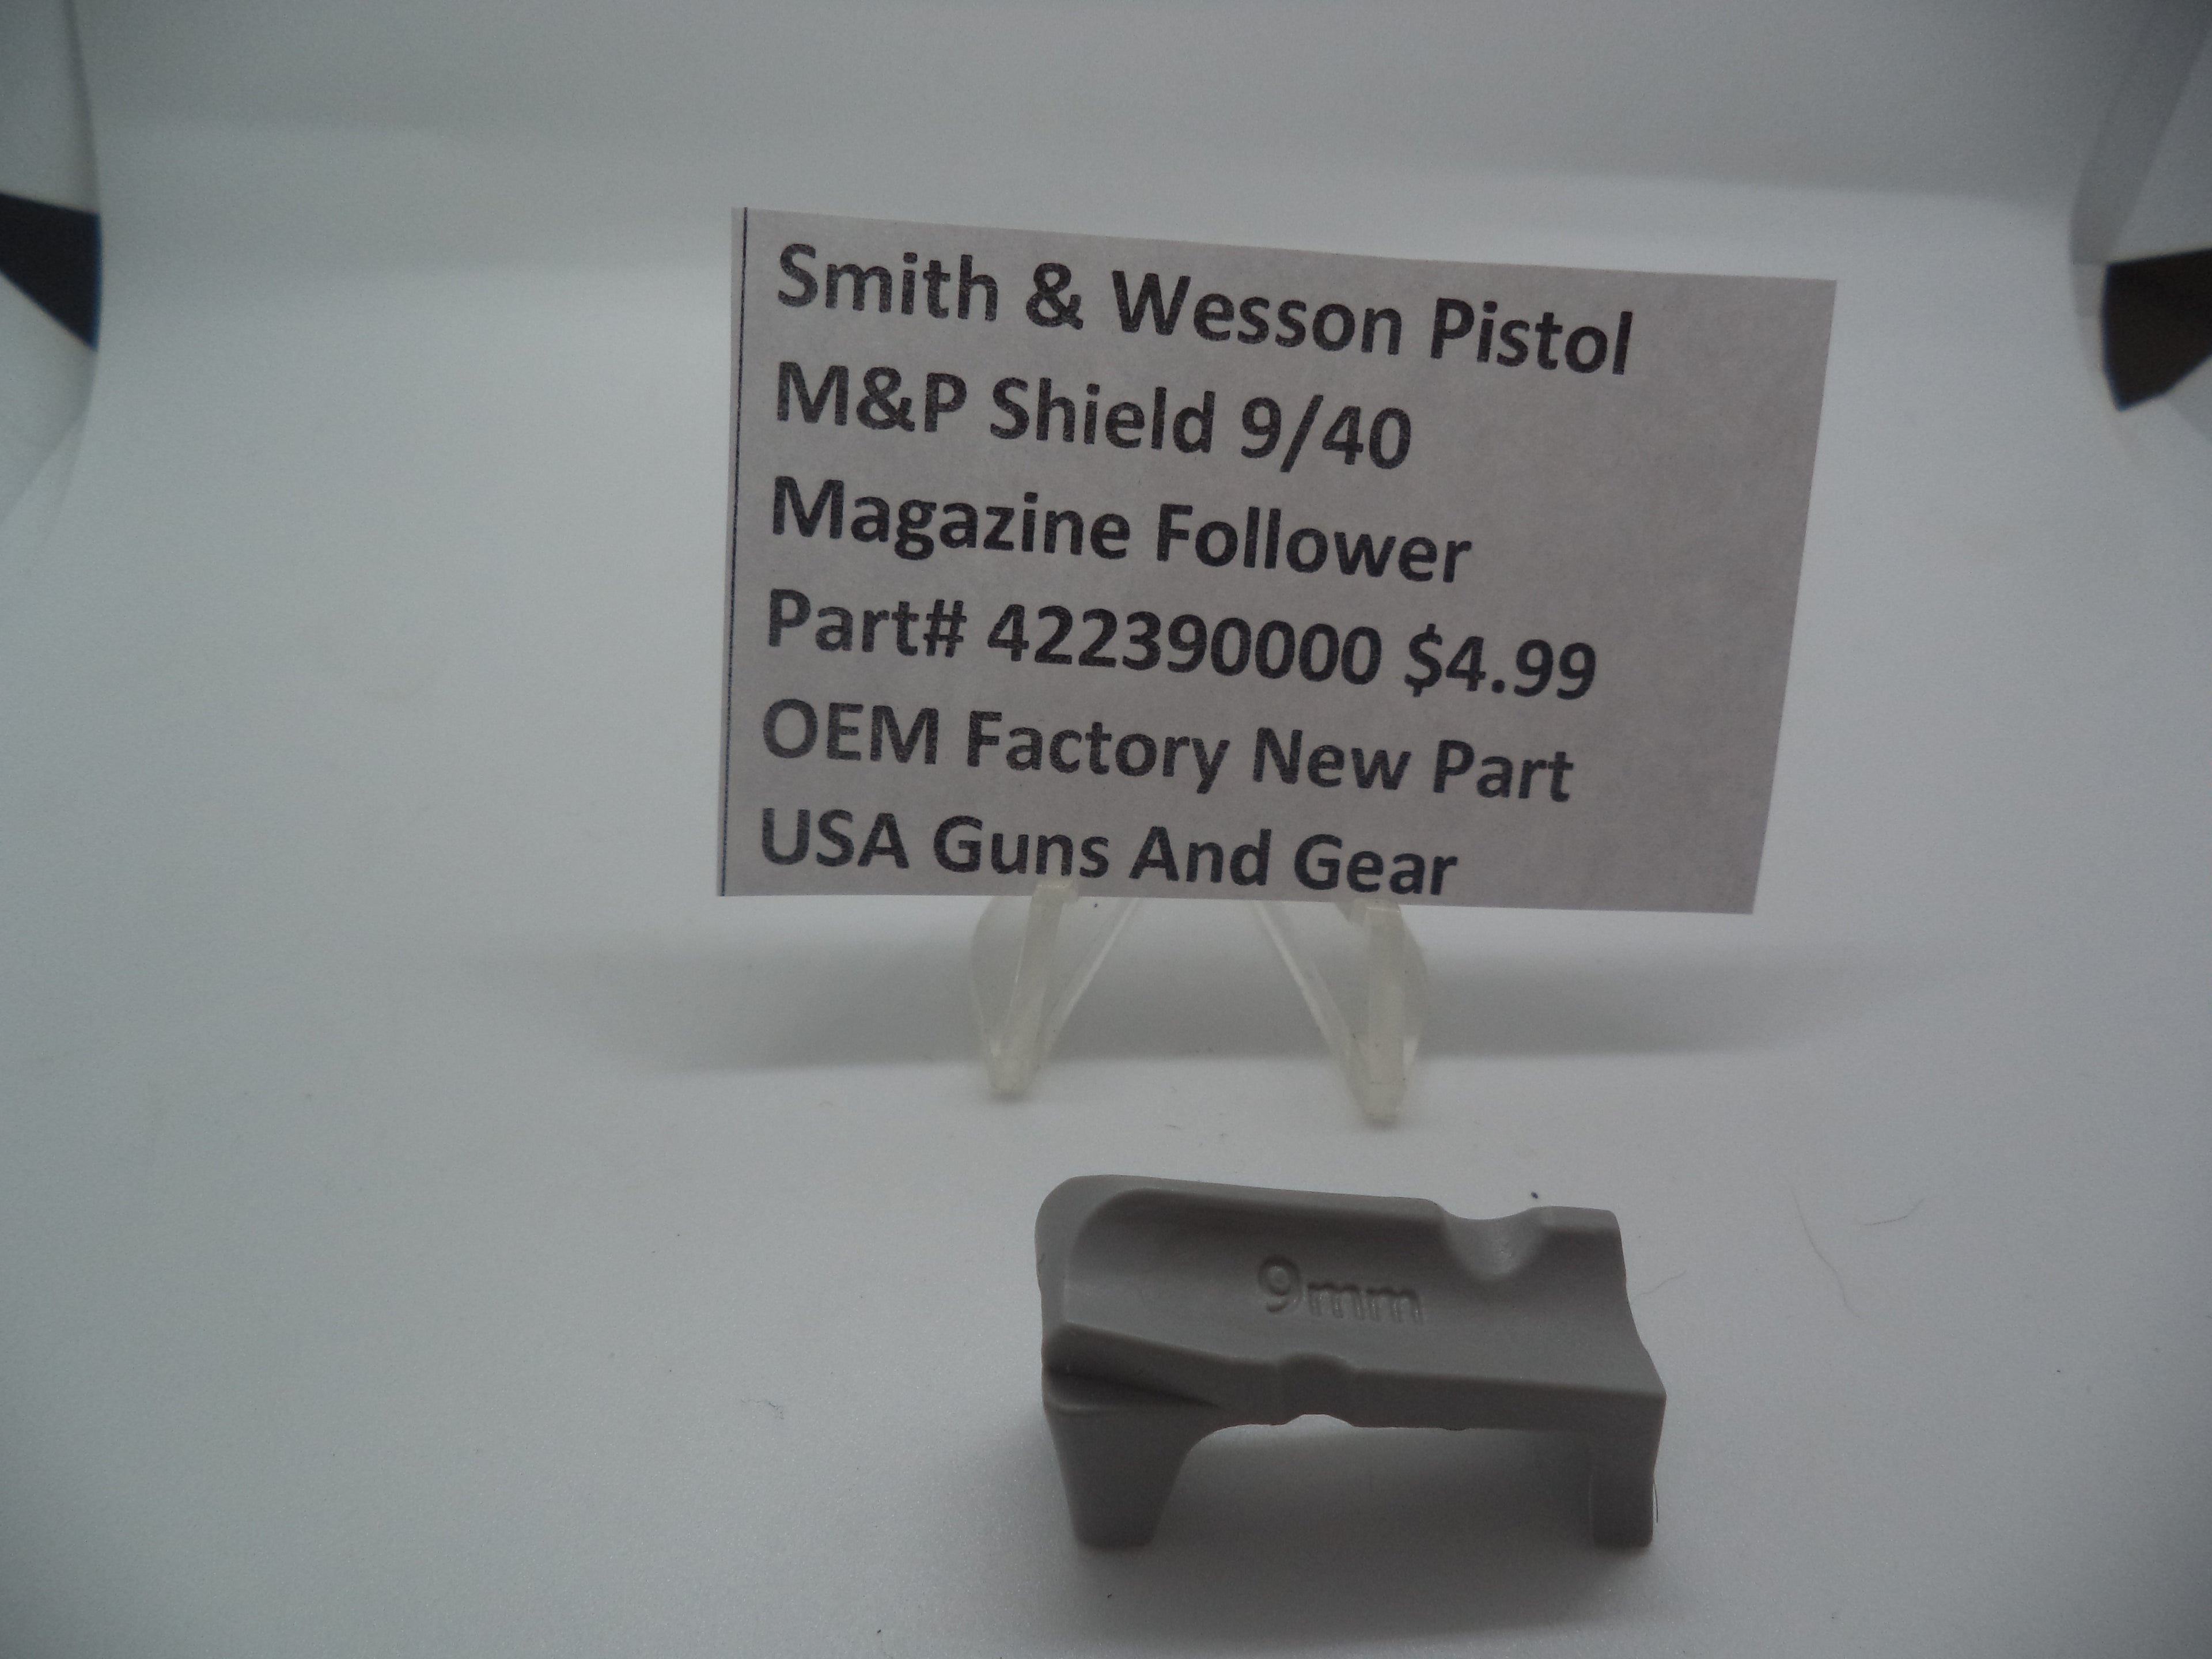 Smith & Wesson Pistol
M&P Shield 9/40
Magazine Follower
Part# 422390000 $4.99
OEM Factory New Part
USA Guns And Gear
9mm